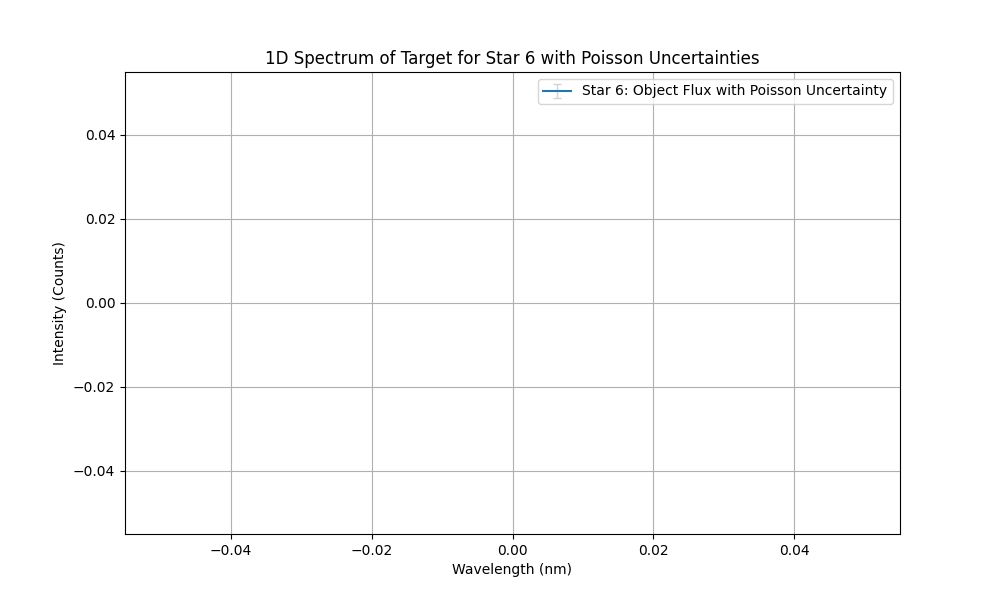 1D Spectrum of Target for Star 6 with Poisson Uncertainties
Star 6: Object Flux with Poisson Uncertainty
0.04
0.02
0.00
−0.02
−0.04
Intensity (Counts)
−0.04 −0.02 0.00 0.02 0.04
Wavelength (nm)